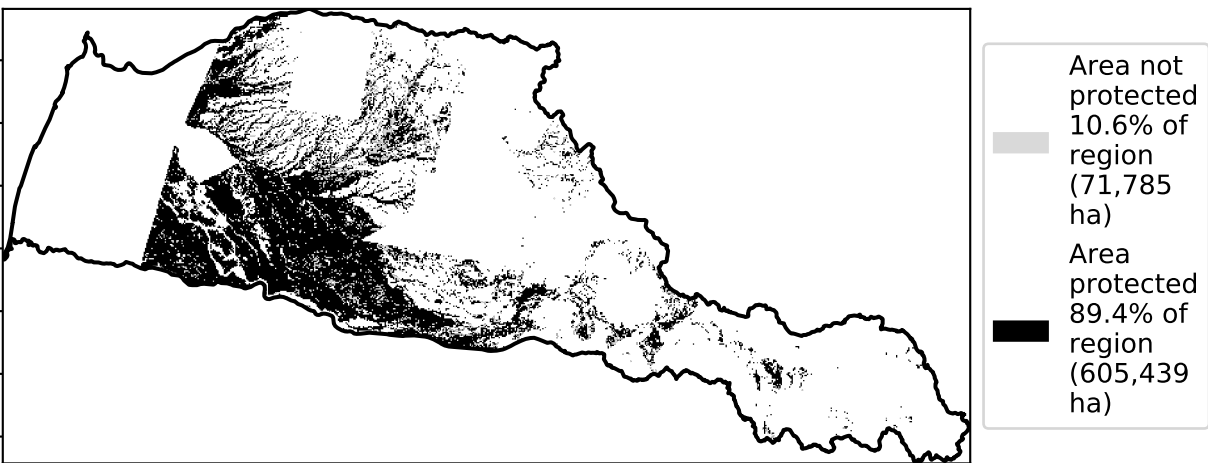 Area not
protected
10.6% of
region
(71,785
ha)
Area
protected
89.4% of
region
(605,439
ha)